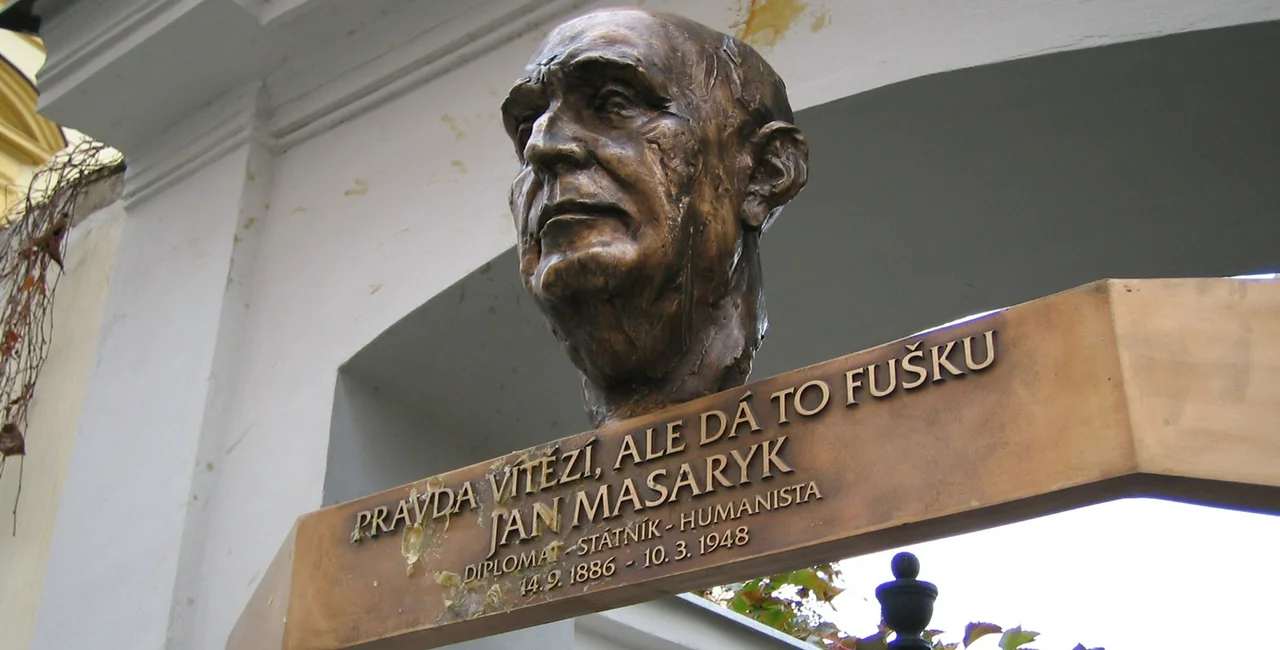 PRAVDA VÍTĚZÍ, ALE DÁ TO FUŠKU
JAN MASARYK
DIPLOMAT - STÁTNÍK - HUMANISTA
14. 9. 1886 - 10. 3. 1948